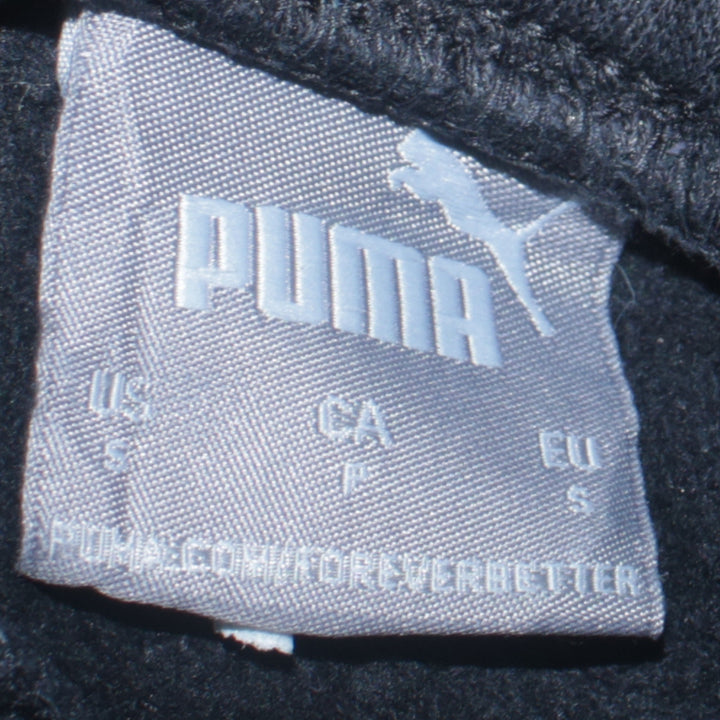 PUMA
US CA EU
S P S
PUMA.COM/FOREVERBETTER